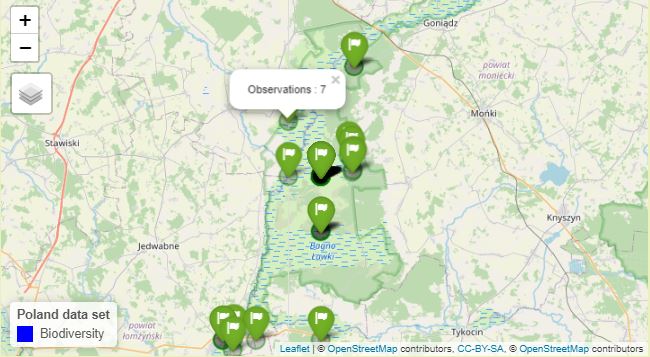 +
−
Goniądz
powiat
moniecki
×
Observations : 7
Mońki
Stawiski
Knyszyn
Jedwabne
Bagno
Ławki
Poland data set
Biodiversity
powiat
łomżyński
Tykocin
Leaflet | © OpenStreetMap contributors, CC-BY-SA, © OpenStreetMap contributors